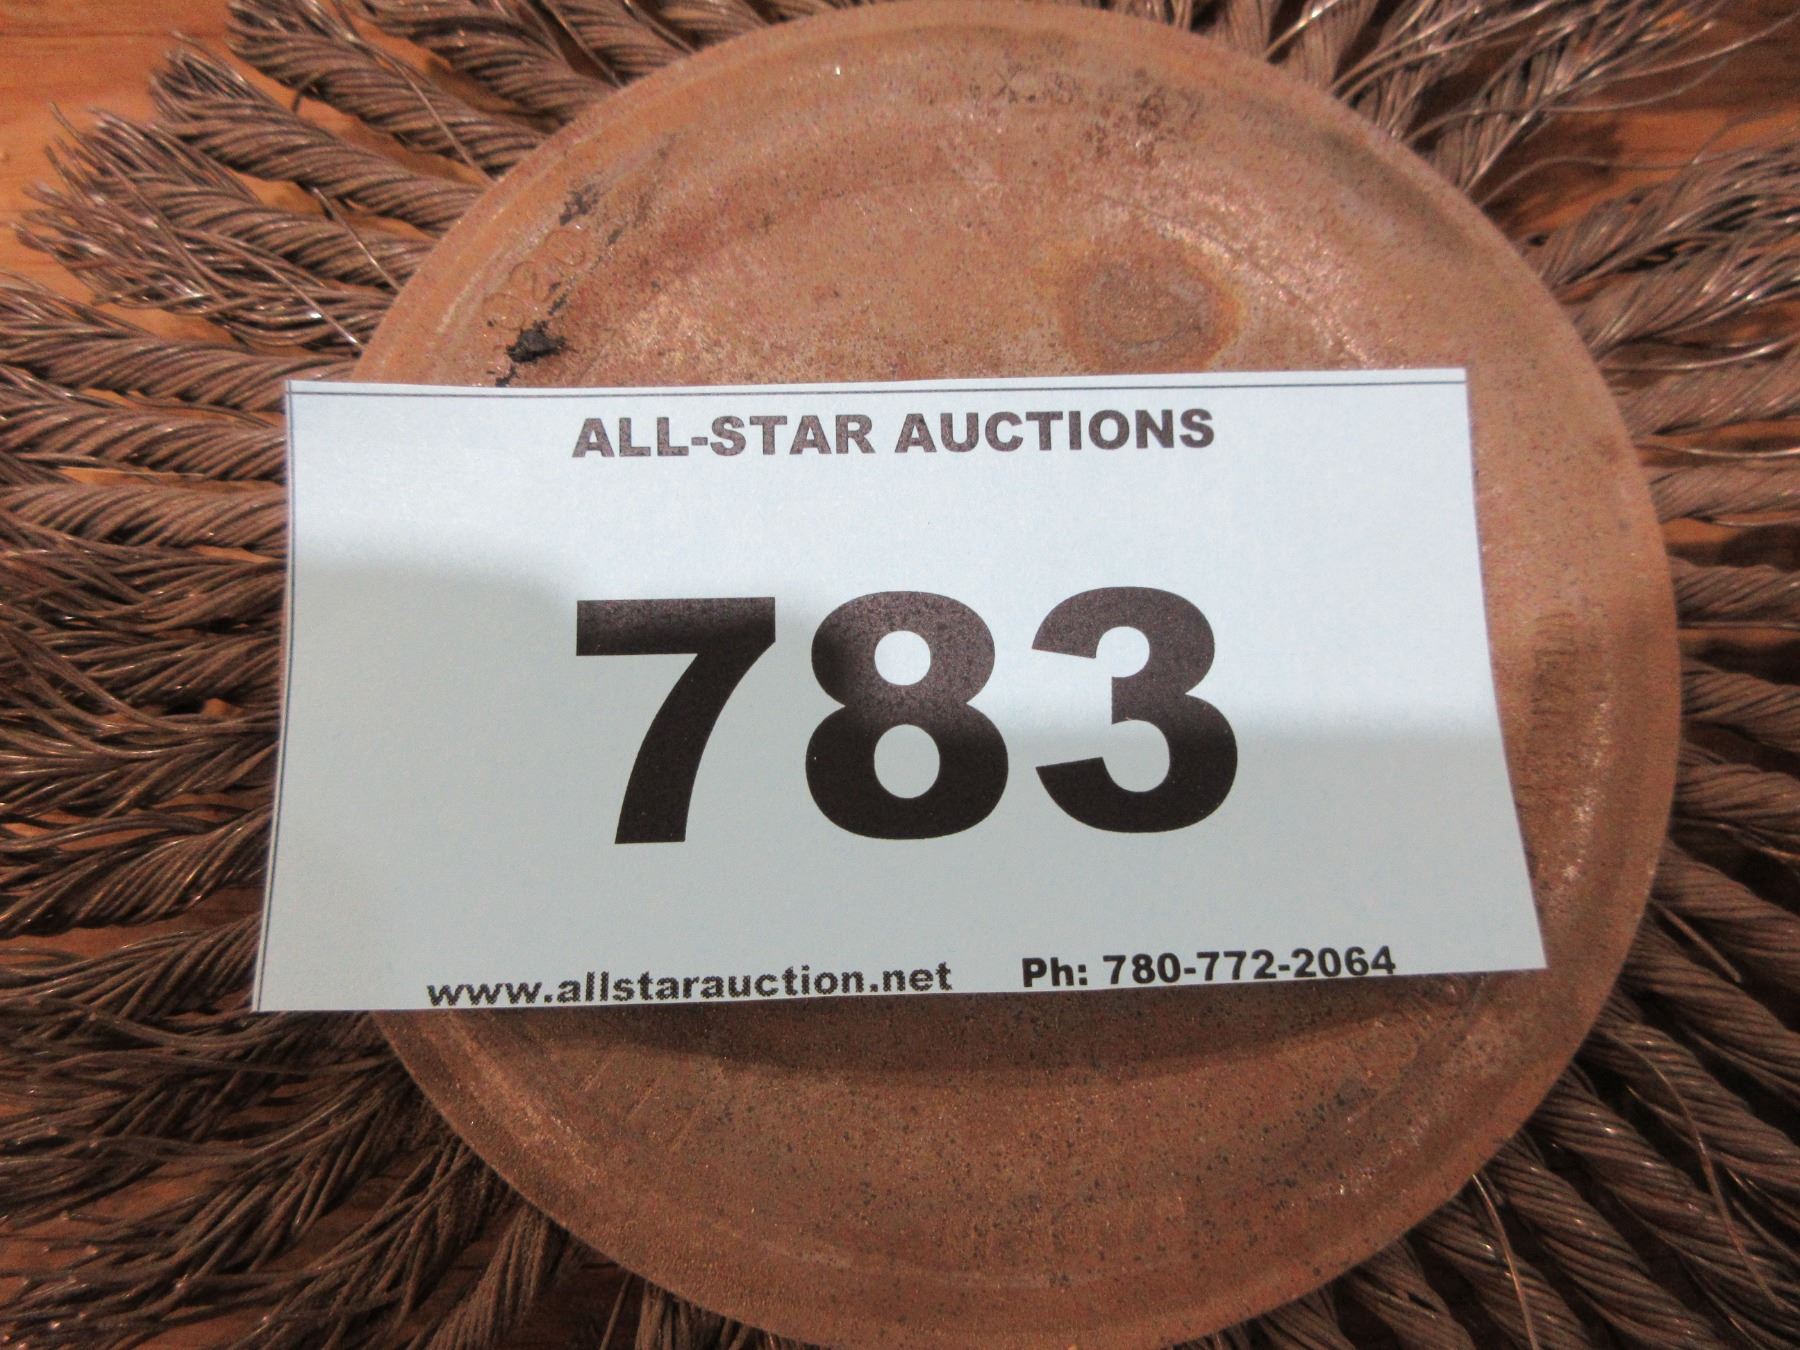 ALL-STAR AUCTIONS
783
www.allstarauction.net Ph: 780-772-2064